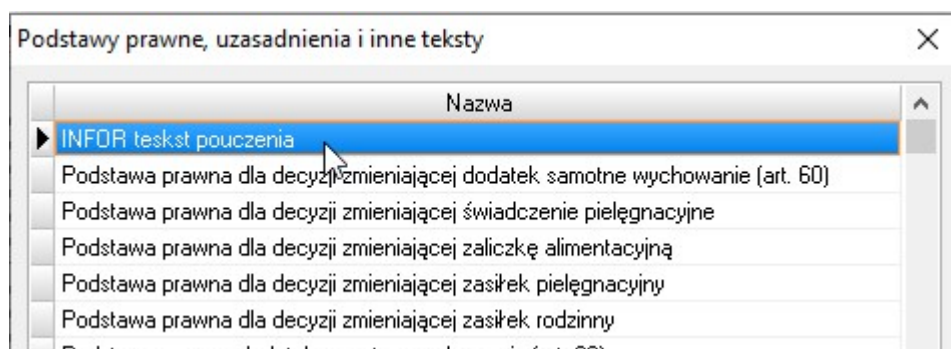 Podstawy prawne, uzasadnienia i inne teksty
Nazwa
INFOR teskst pouczenia
Podstawa prawna dla decyzji zmieniającej dodatek samotne wychowanie (art. 60)
Podstawa prawna dla decyzji zmieniającej świadczenie pielęgnacyjne
Podstawa prawna dla decyzji zmieniającej zaliczkę alimentacyjną
Podstawa prawna dla decyzji zmieniającej zasiłek pielęgnacyjny
Podstawa prawna dla decyzji zmieniającej zasiłek rodzinny